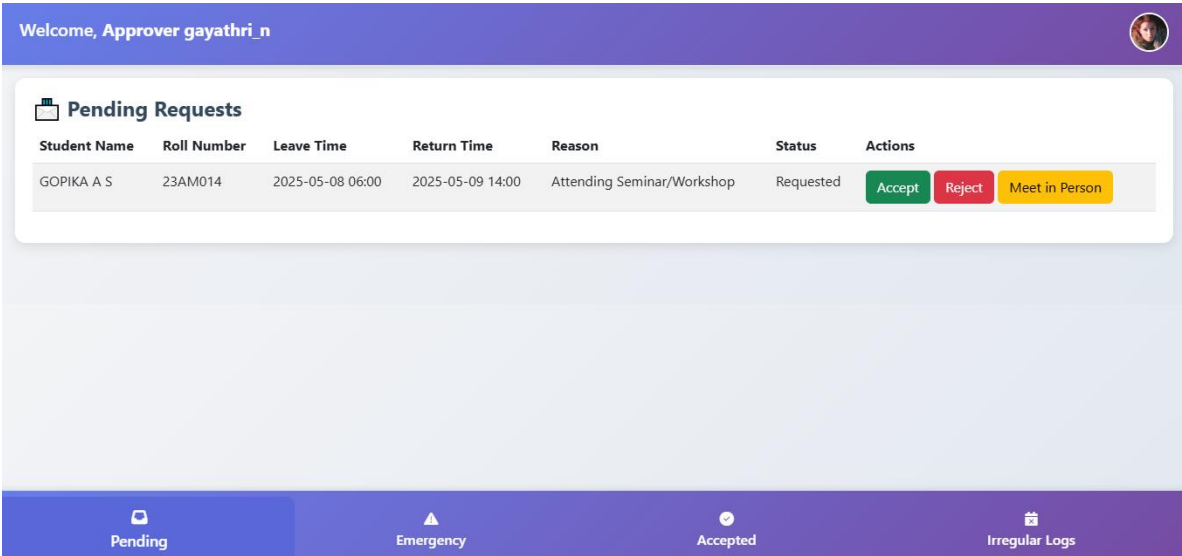 Welcome, Approver gayathri_n
Pending Requests
Student Name Roll Number Leave Time Return Time Reason Status Actions
GOPIKA A S 23AM014 2025-05-08 06:00 2025-05-09 14:00 Attending Seminar/Workshop Requested Accept Reject Meet in Person
Pending Emergency Accepted Irregular Logs